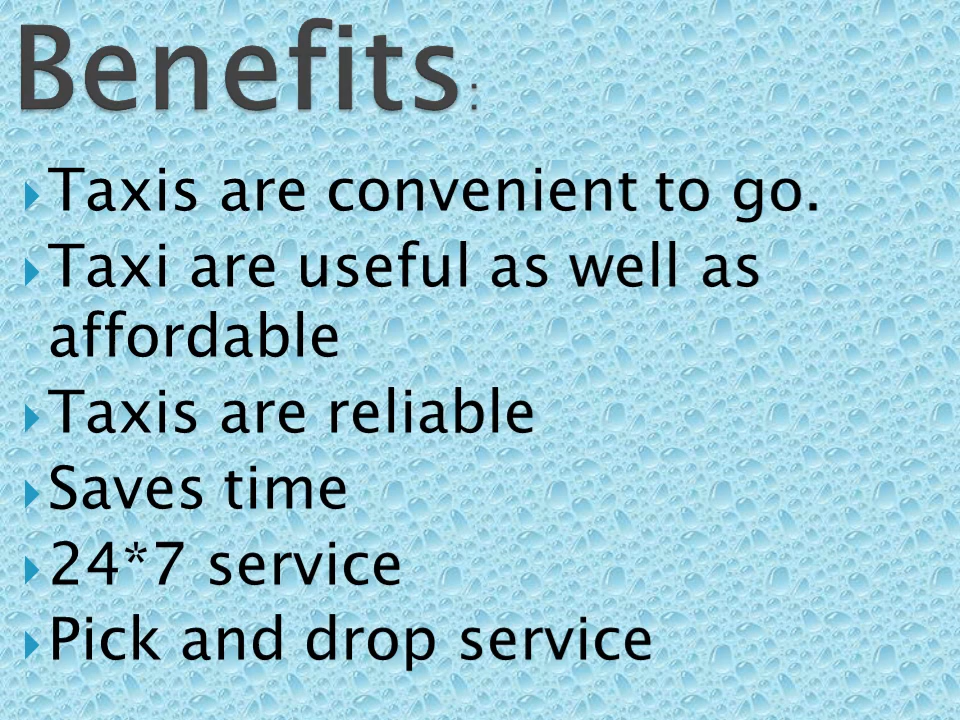 Benefits:
Taxis are convenient to go.
Taxi are useful as well as
affordable
Taxis are reliable
Saves time
24*7 service
Pick and drop service